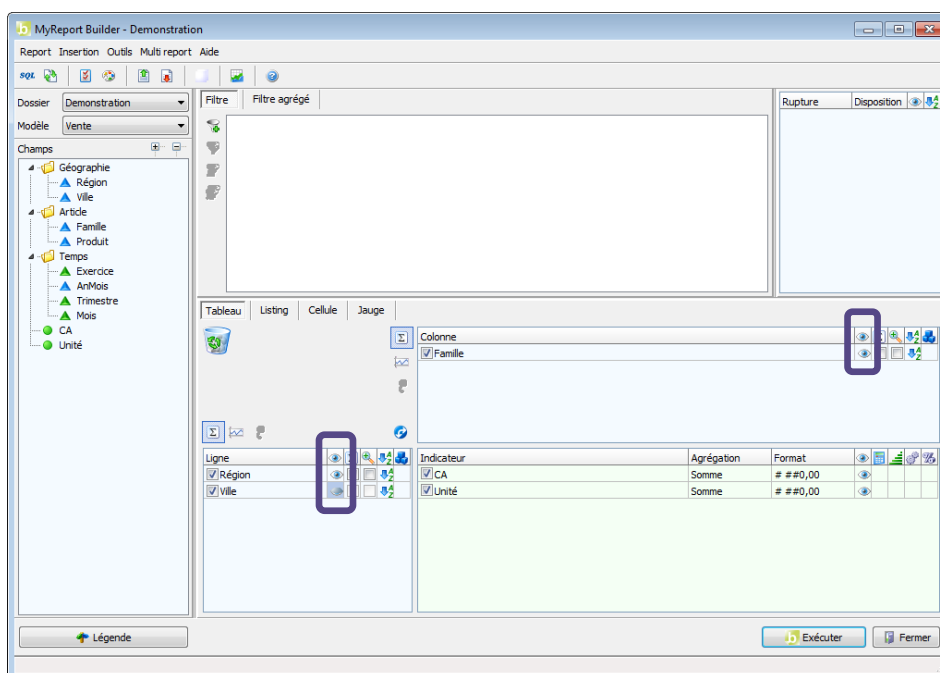 MyReport Builder - Demonstration
Report Insertion Outils Multi report Aide
SQL
Dossier Demonstration
Modèle Vente
Champs
Géographie
Région
Ville
Article
Famille
Produit
Temps
Exercice
AnMois
Trimestre
Mois
CA
Unité
Filtre Filtre agrégé
Rupture Disposition
Tableau Listing Cellule Jauge
Colonne
Famille
Ligne
Région
Ville
Indicateur Agrégation Format
CA Somme # ##0,00
Unité Somme # ##0,00
Légende
Exécuter Fermer